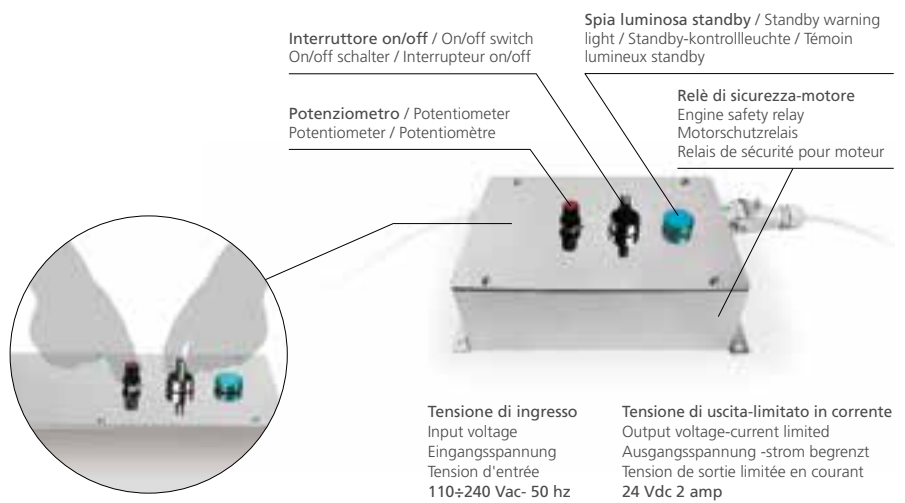 Interruttore on/off / On/off switch
On/off schalter / Interrupteur on/off
Spia luminosa standby / Standby warning
light / Standby-kontrollleuchte / Témoin
lumineux standby
Potenziometro / Potentiometer
Potentiometer / Potentiomètre
Relè di sicurezza-motore
Engine safety relay
Motorschutzrelais
Relais de sécurité pour moteur
Tensione di ingresso
Input voltage
Eingangsspannung
Tension d'entrée
110÷240 Vac- 50 hz
Tensione di uscita-limitato in corrente
Output voltage-current limited
Ausgangsspannung -strom begrenzt
Tension de sortie limitée en courant
24 Vdc 2 amp